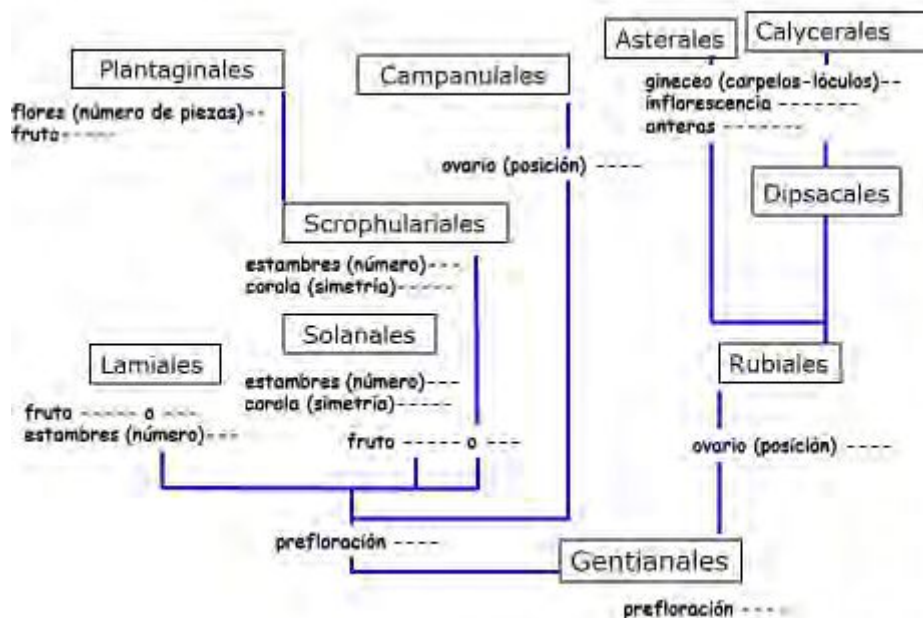 Asterales
Calycerales
Plantaginales
Campanulales
gineceo (carpelos-lóculos)--
inflorescencia -------
anteras -------
flores (número de piezas)--
fruto -----
ovario (posición) ----
Dipsacales
Scrophulariales
estambres (número)---
corola (simetría)-----
Solanales
Lamiales
Rubiales
estambres (número)---
corola (simetría)-----
fruto ----- o ---
estambres (número)---
fruto ----- o ---
ovario (posición) ----
prefloración ----
Gentianales
prefloración -----